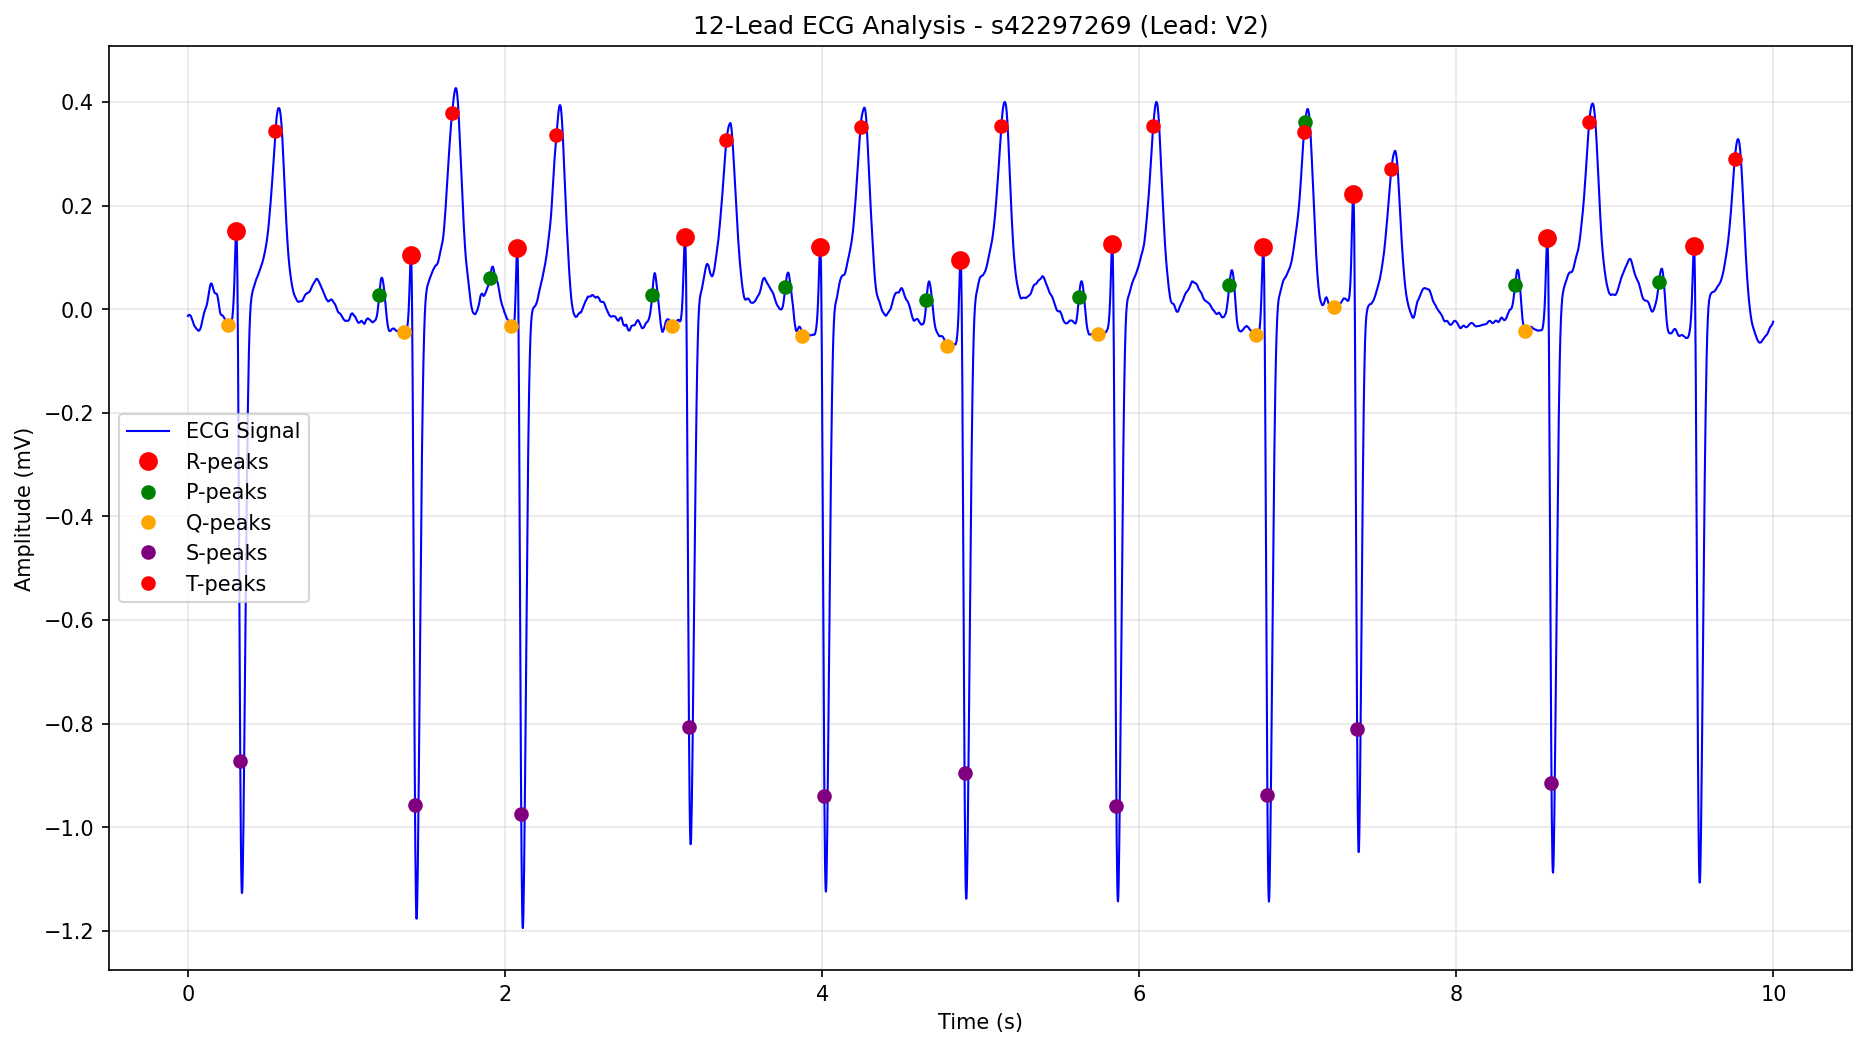 12-Lead ECG Analysis - s42297269 (Lead: V2)
Amplitude (mV)
0.4
0.2
0.0
−0.2
−0.4
−0.6
−0.8
−1.0
−1.2
ECG Signal
R-peaks
P-peaks
Q-peaks
S-peaks
T-peaks
0 2 4 6 8 10
Time (s)